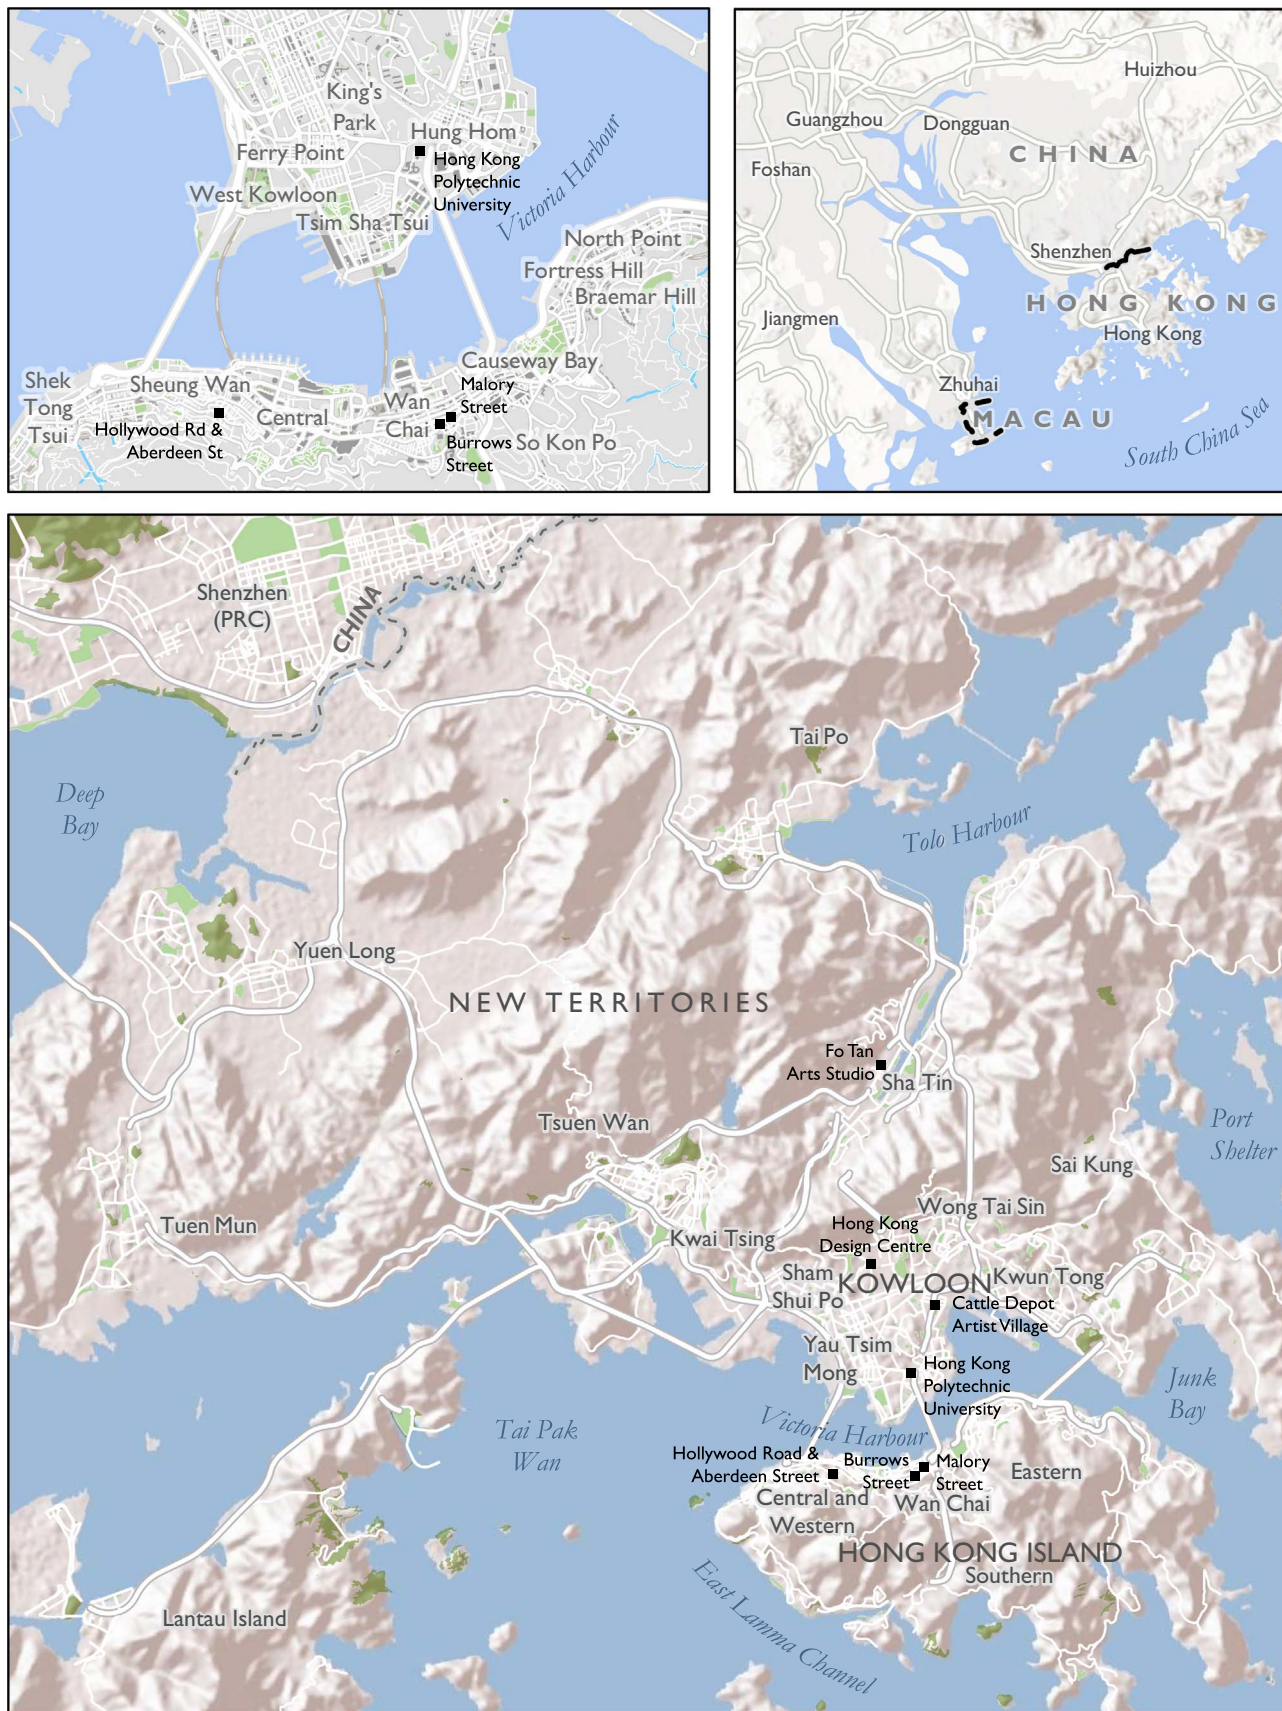 King's
Park
Hung Hom
Hong Kong
Polytechnic
University
Ferry Point
West Kowloon
Tsim Sha Tsui
Victoria Harbour
North Point
Fortress Hill
Braemar Hill
Causeway Bay
Shek
Tong
Tsui
Sheung Wan
Central
Wan
Chai
Malory
Street
Hollywood Rd &
Aberdeen St
Burrows
Street
So Kon Po
Huizhou
Guangzhou
Dongguan
CHINA
Foshan
Shenzhen
HONG KONG
Jiangmen
Hong Kong
Zhuhai
MACAU
South China Sea
Shenzhen
(PRC)
CHINA
Tai Po
Deep
Bay
Tolo Harbour
Yuen Long
NEW TERRITORIES
Fo Tan
Arts Studio
Sha Tin
Tsuen Wan
Port
Shelter
Sai Kung
Tuen Mun
Wong Tai Sin
Hong Kong
Design Centre
Kwai Tsing
Sham
Shui Po
KOWLOON
Kwun Tong
Cattle Depot
Artist Village
Yau Tsim
Mong
Hong Kong
Polytechnic
University
Junk
Bay
Tai Pak
Wan
Victoria Harbour
Hollywood Road &
Aberdeen Street
Burrows
Street
Malory
Street
Eastern
Central and
Western
Wan Chai
HONG KONG ISLAND
Southern
East Lamma Channel
Lantau Island